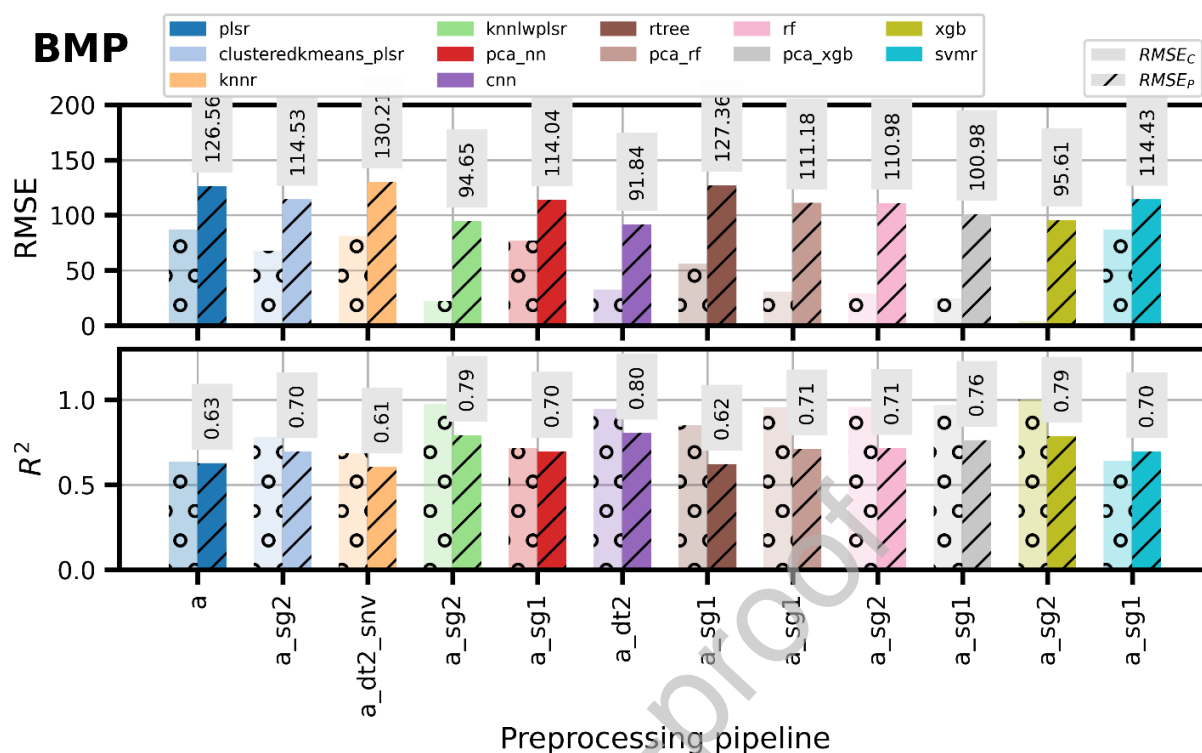 BMP
plsr
clusteredkmeans_plsr
knnr
knnlwplsr
pca_nn
cnn
rtree
pca_rf
rf
pca_xgb
xgb
svmr
RMSE_C
RMSE_P
RMSE
200
150
100
50
0
126.56
114.53
130.21
94.65
114.04
91.84
127.36
111.18
110.98
100.98
95.61
114.43
R²
1.0
0.5
0.0
0.63
0.70
0.61
0.79
0.70
0.80
0.62
0.71
0.71
0.76
0.79
0.70
a
a_sg2
a_dt2_snv
a_sg2
a_sg1
a_dt2
a_sg1
a_sg1
a_sg2
a_sg1
a_sg2
a_sg1
Preprocessing pipeline
proof